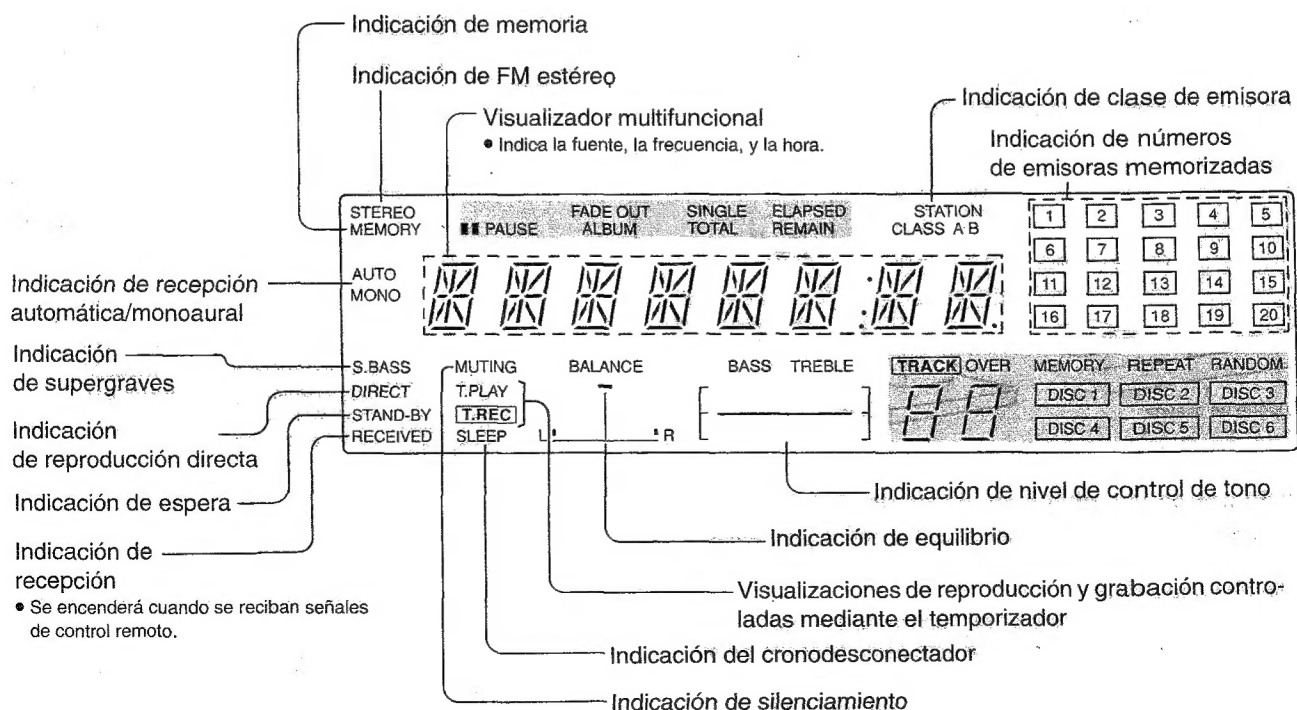 Indicación de memoria
Indicación de FM estéreo
Visualizador multifuncional
• Indica la fuente, la frecuencia, y la hora.
Indicación de clase de emisora
Indicación de números
de emisoras memorizadas
STEREO
MEMORY
PAUSE
FADE OUT
ALBUM
SINGLE
TOTAL
ELAPSED
REMAIN
STATION
CLASS A B
1 2 3 4 5
6 7 8 9 10
11 12 13 14 15
16 17 18 19 20
Indicación de recepción
automática/monoaural
AUTO
MONO
Indicación
de supergraves
Indicación
de reproducción directa
Indicación de espera
Indicación de
recepción
• Se encenderá cuando se reciban señales
de control remoto.
S.BASS
DIRECT
STAND-BY
RECEIVED
MUTING
T.PLAY
T.REC
SLEEP
BALANCE
L R
BASS TREBLE
TRACK OVER
MEMORY REPEAT RANDOM
DISC 1 DISC 2 DISC 3
DISC 4 DISC 5 DISC 6
Indicación de nivel de control de tono
Indicación de equilibrio
Visualizaciones de reproducción y grabación contro-
ladas mediante el temporizador
Indicación del cronodesconectador
Indicación de silenciamiento